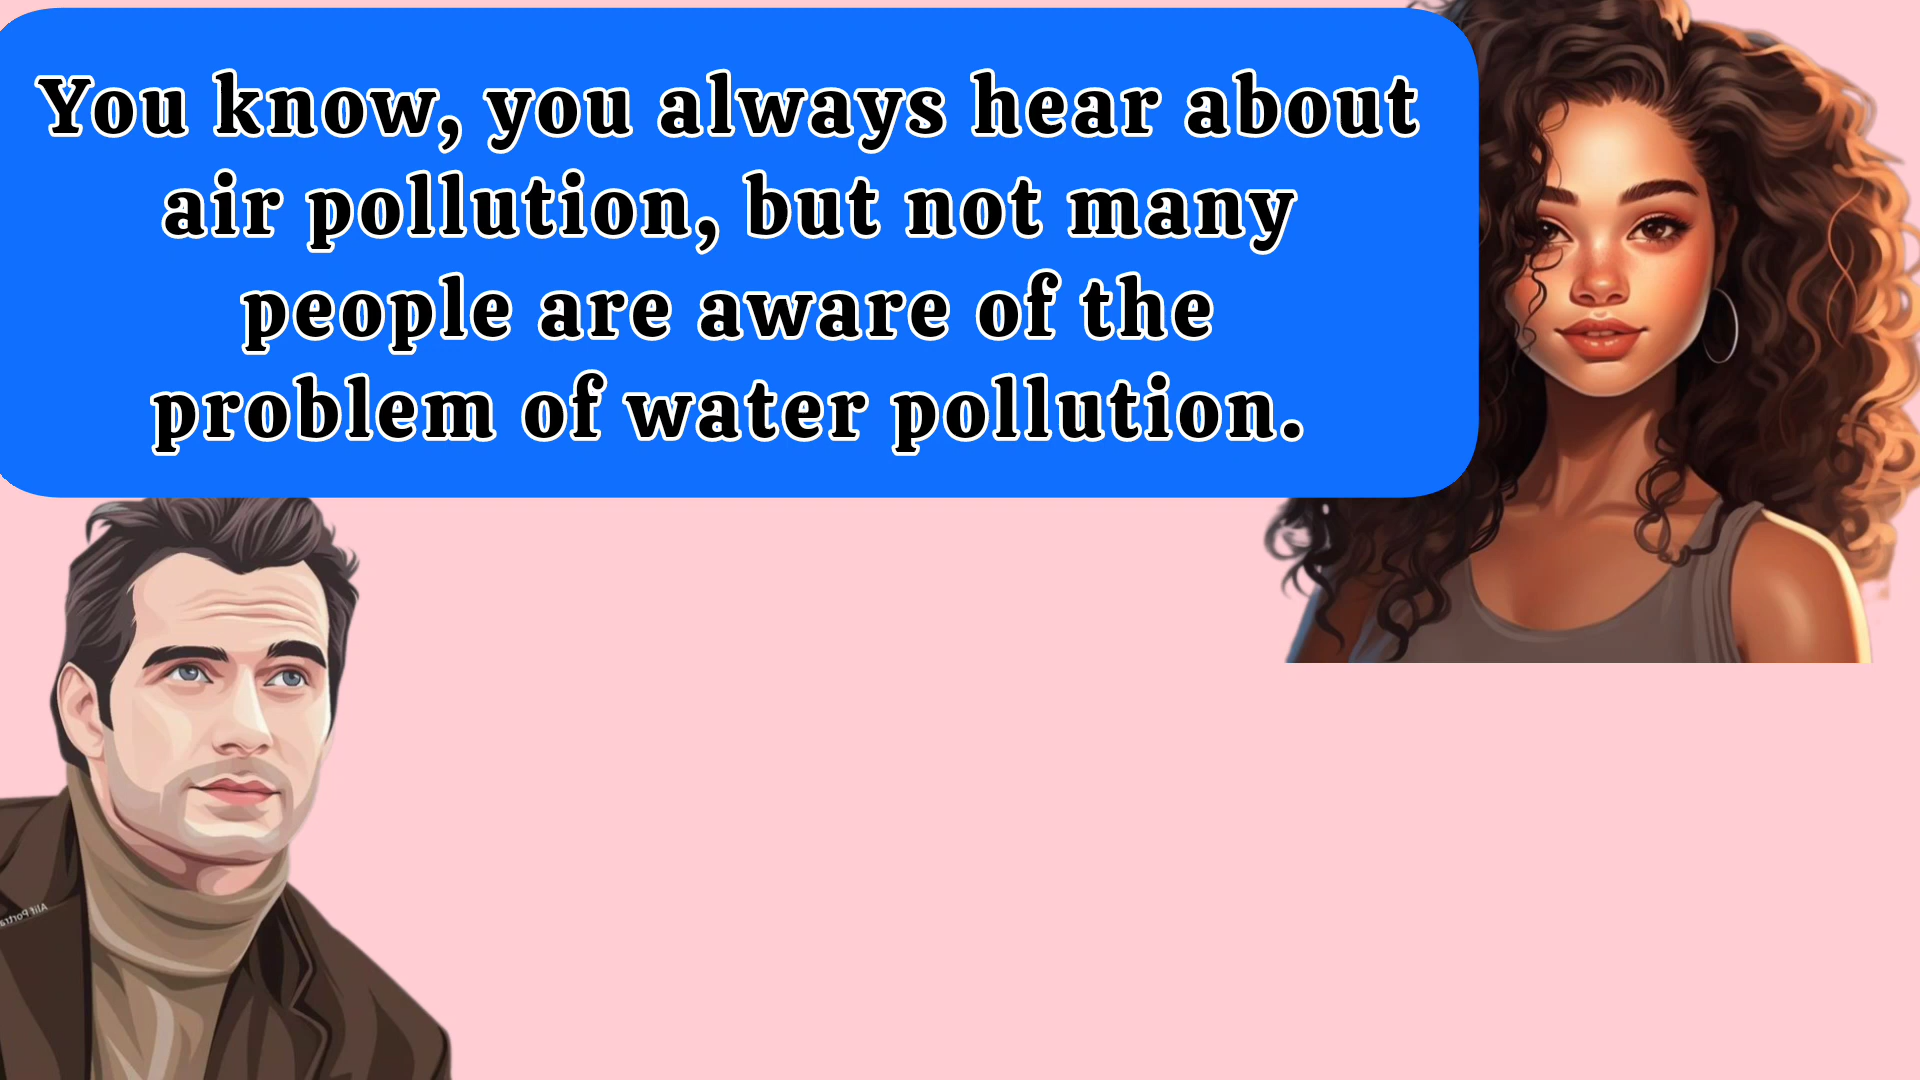 You know, you always hear about
air pollution, but not many
people are aware of the
problem of water pollution.